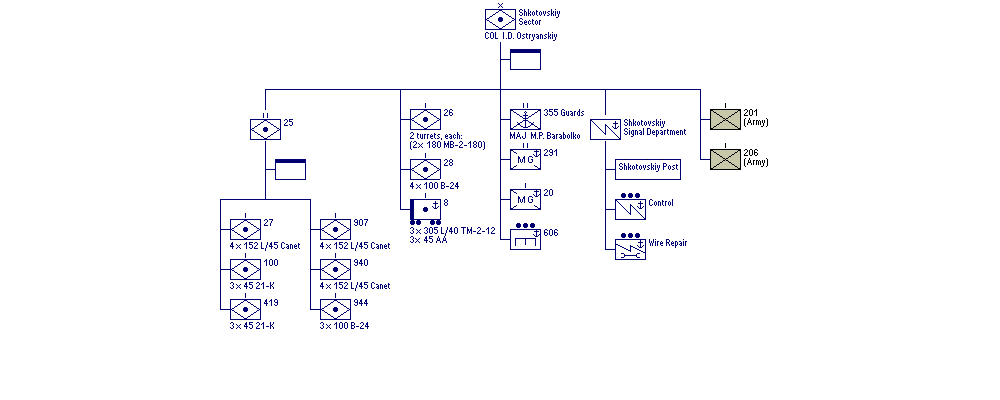 Shkotovskiy
Sector
COL I.D. Ostryanskiy
25
27
4× 152 L/45 Canet
100
3× 45 21-K
419
3× 45 21-K
907
4× 152 L/45 Canet
940
4× 152 L/45 Canet
944
3× 100 B-24
26
2 turrets, each:
(2× 180 MB-2-180)
28
4× 100 B-24
8
3× 305 L/40 TM-2-12
3× 45 AA
355 Guards
MAJ M.P. Barabolko
MG
291
MG
20
606
Shkotovskiy
Signal Department
Shkotovskiy Post
Control
Wire Repair
201
(Army)
206
(Army)